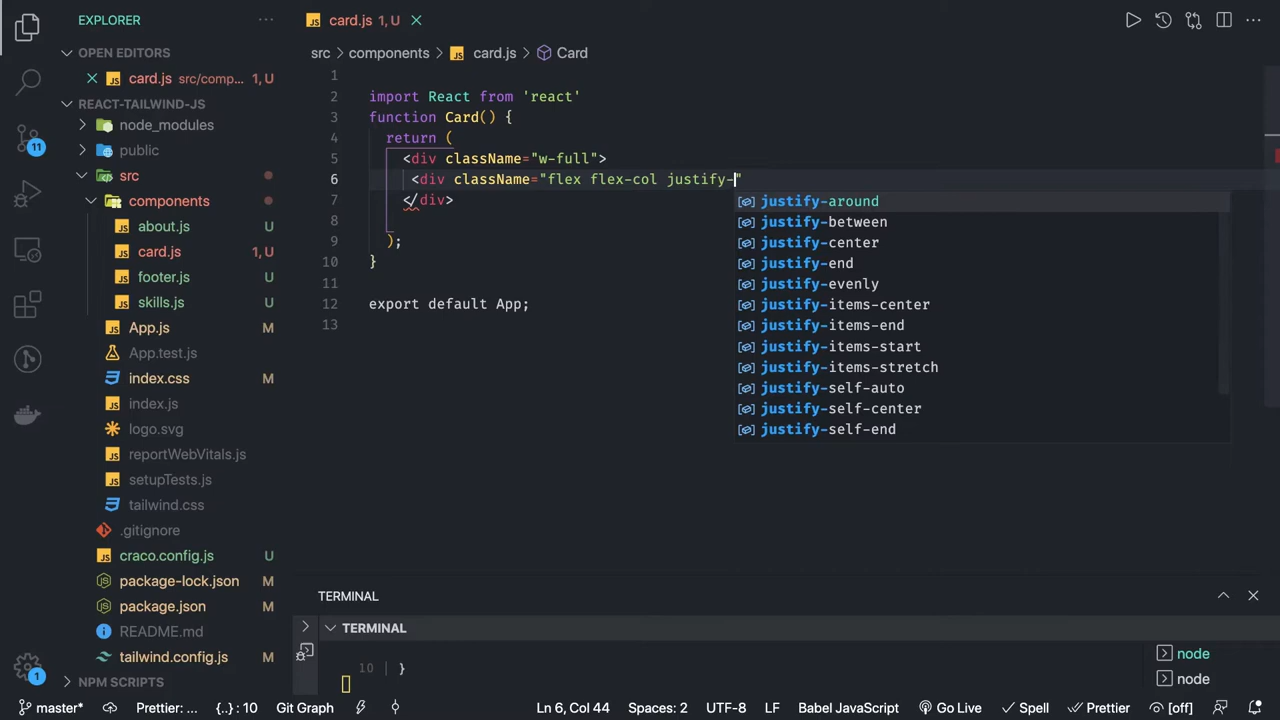 EXPLORER
OPEN EDITORS
card.js src/comp... 1, U
REACT-TAILWIND-JS
node_modules
public
src
components
about.js U
card.js 1, U
footer.js U
skills.js U
App.js M
App.test.js
index.css M
index.js
logo.svg
reportWebVitals.js
setupTests.js
tailwind.css
.gitignore
craco.config.js U
package-lock.json M
package.json M
README.md
tailwind.config.js M
NPM SCRIPTS
11
1
card.js 1, U
src > components > card.js > Card
1
2 import React from 'react'
3 function Card() {
4 return (
5 <div className="w-full">
6 <div className="flex flex-col justify-"
7 </div>
8
9 );
10 }
11
12 export default App;
13
justify-around
justify-between
justify-center
justify-end
justify-evenly
justify-items-center
justify-items-end
justify-items-start
justify-items-stretch
justify-self-auto
justify-self-center
justify-self-end
TERMINAL
TERMINAL
10 | }
node
node
master* Prettier: ... {..} : 10 Git Graph Ln 6, Col 44 Spaces: 2 UTF-8 LF Babel JavaScript Go Live Spell Prettier [off]